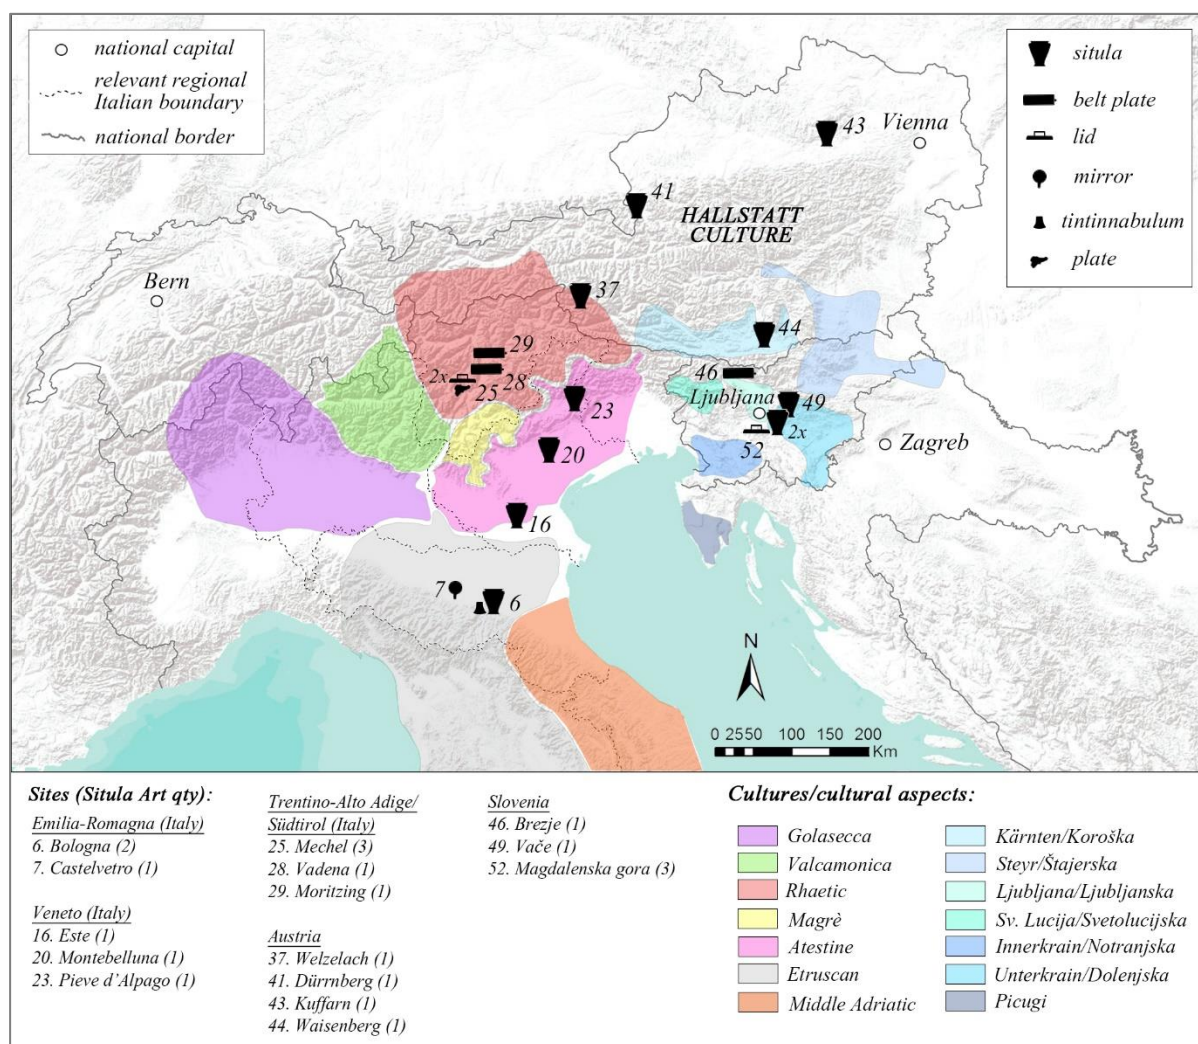 national capital
relevant regional
Italian boundary
national border
situla
belt plate
lid
mirror
tintinnabulum
plate
43
Vienna
41
HALLSTATT
CULTURE
Bern
37
44
29
46
2x
28
25
Ljubljana
49
23
2x
52
Zagreb
20
16
7
6
N
0 25 50 100 150 200
Km
Sites (Situla Art qty):
Emilia-Romagna (Italy)
6. Bologna (2)
7. Castelvetro (1)
Veneto (Italy)
16. Este (1)
20. Montebelluna (1)
23. Pieve d'Alpago (1)
Trentino-Alto Adige/
Südtirol (Italy)
25. Mechel (3)
28. Vadena (1)
29. Moritzing (1)
Austria
37. Welzelach (1)
41. Dürrnberg (1)
43. Kuffarn (1)
44. Waisenberg (1)
Slovenia
46. Brezje (1)
49. Vače (1)
52. Magdalenska gora (3)
Cultures/cultural aspects:
Golasecca
Valcamonica
Rhaetic
Magrè
Atestine
Etruscan
Middle Adriatic
Kärnten/Koroška
Steyr/Štajerska
Ljubljana/Ljubljanska
Sv. Lucija/Svetolucijska
Innerkrain/Notranjska
Unterkrain/Dolenjska
Picugi